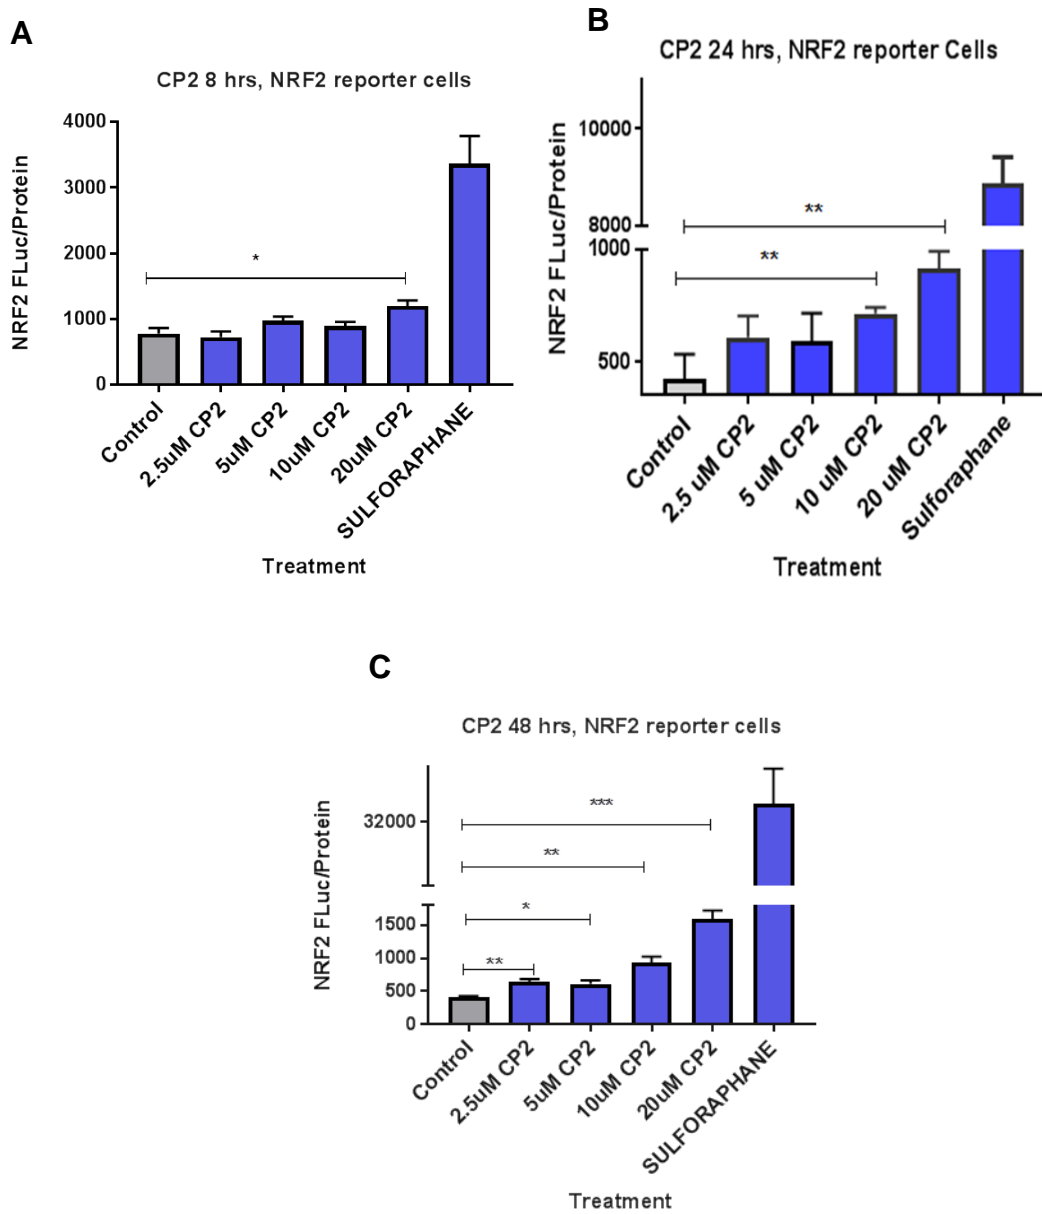 A
CP2 8 hrs, NRF2 reporter cells
NRF2 FLuc/Protein
4000
3000
2000
1000
0
*
Control
2.5uM CP2
5uM CP2
10uM CP2
20uM CP2
SULFORAPHANE
Treatment
B
CP2 24 hrs, NRF2 reporter Cells
NRF2 FLuc/Protein
10000
8000
1000
500
**
**
Control
2.5 uM CP2
5 uM CP2
10 uM CP2
20 uM CP2
Sulforaphane
Treatment
C
CP2 48 hrs, NRF2 reporter cells
NRF2 FLuc/Protein
32000
1500
1000
500
0
***
**
*
**
Control
2.5uM CP2
5uM CP2
10uM CP2
20uM CP2
SULFORAPHANE
Treatment